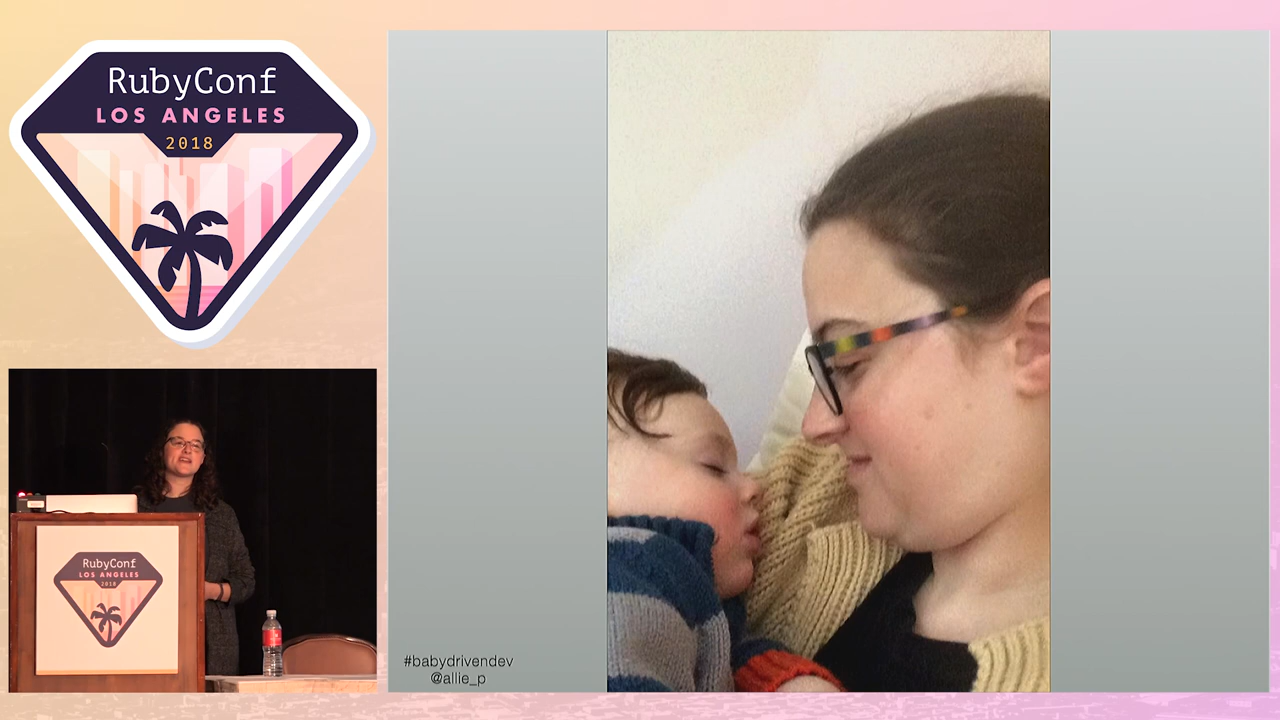 RubyConf
LOS ANGELES
2018
RubyConf
LOS ANGELES
2018
#babydrivendev
@allie_p